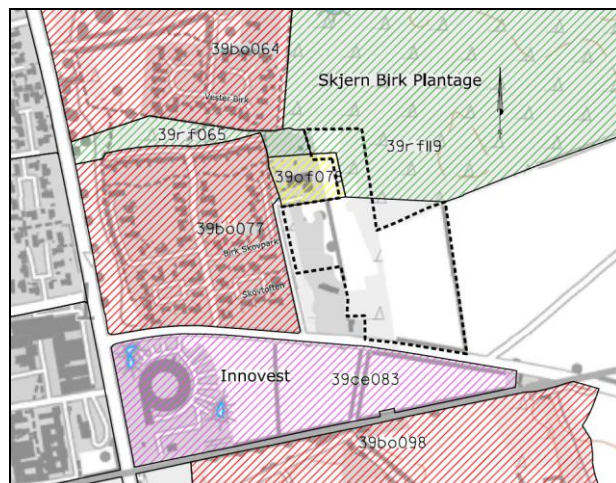 39bo064
Skjern Birk Plantage
Vester Birk
39rf065
39rf119
39of078
39bo077
Birk Skovpark
Skovtoften
Innovest
39ce083
39bo098